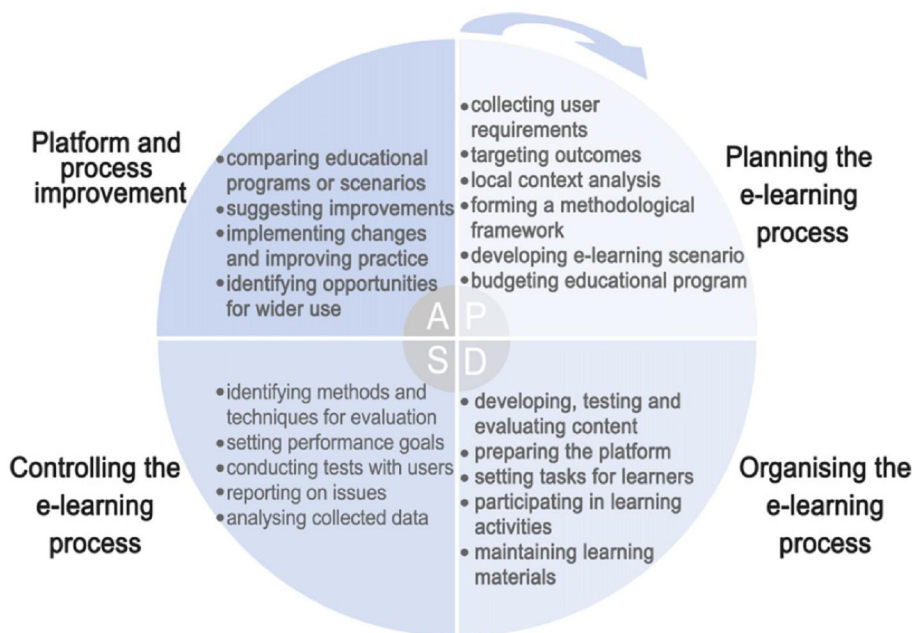 Platform and
process
improvement
• comparing educational
programs or scenarios
• suggesting improvements
• implementing changes
and improving practice
• identifying opportunities
for wider use
• collecting user
requirements
• targeting outcomes
• local context analysis
• forming a methodological
framework
• developing e-learning scenario
• budgeting educational program
Planning the
e-learning
process
A P
S D
Controlling the
e-learning
process
• identifying methods and
techniques for evaluation
• setting performance goals
• conducting tests with users
• reporting on issues
• analysing collected data
• developing, testing and
evaluating content
• preparing the platform
• setting tasks for learners
• participating in learning
activities
• maintaining learning
materials
Organising the
e-learning
process